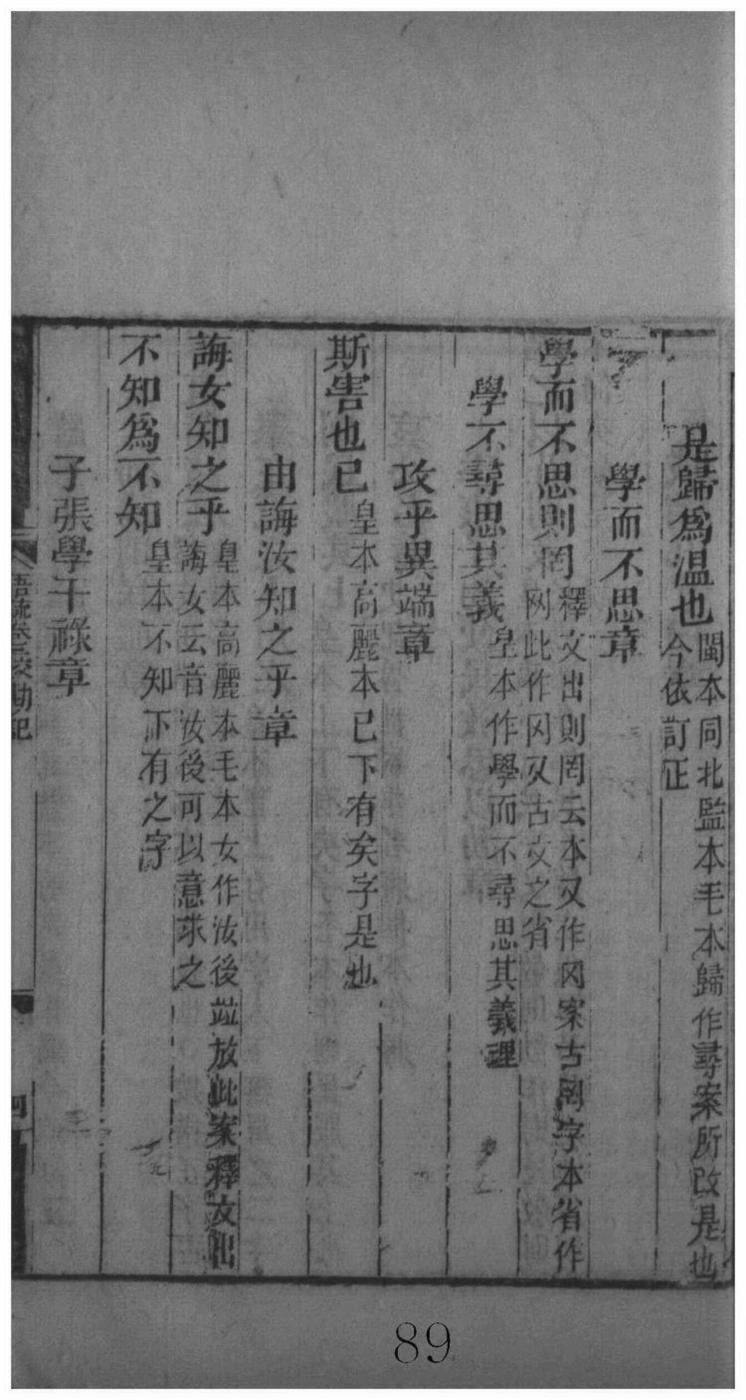 是歸爲温也閩本同北監本毛本歸作尋案所改是也今依訂正
學而不思章
學而不思則罔釋文出則罔云本又作冈案古罔字本省作网此作冈又古文之省
學不尋思其義皇本作學而不尋思其義理
攻乎異端章
斯害也已皇本高麗本已下有矣字是也
由誨汝知之乎章
誨女知之乎皇本高麗本毛本女作汝後竝放此案釋文出誨女云音汝後可以意求之
不知爲不知皇本不知下有之字
子張學干祿章
語疏卷二校勘記 四
89